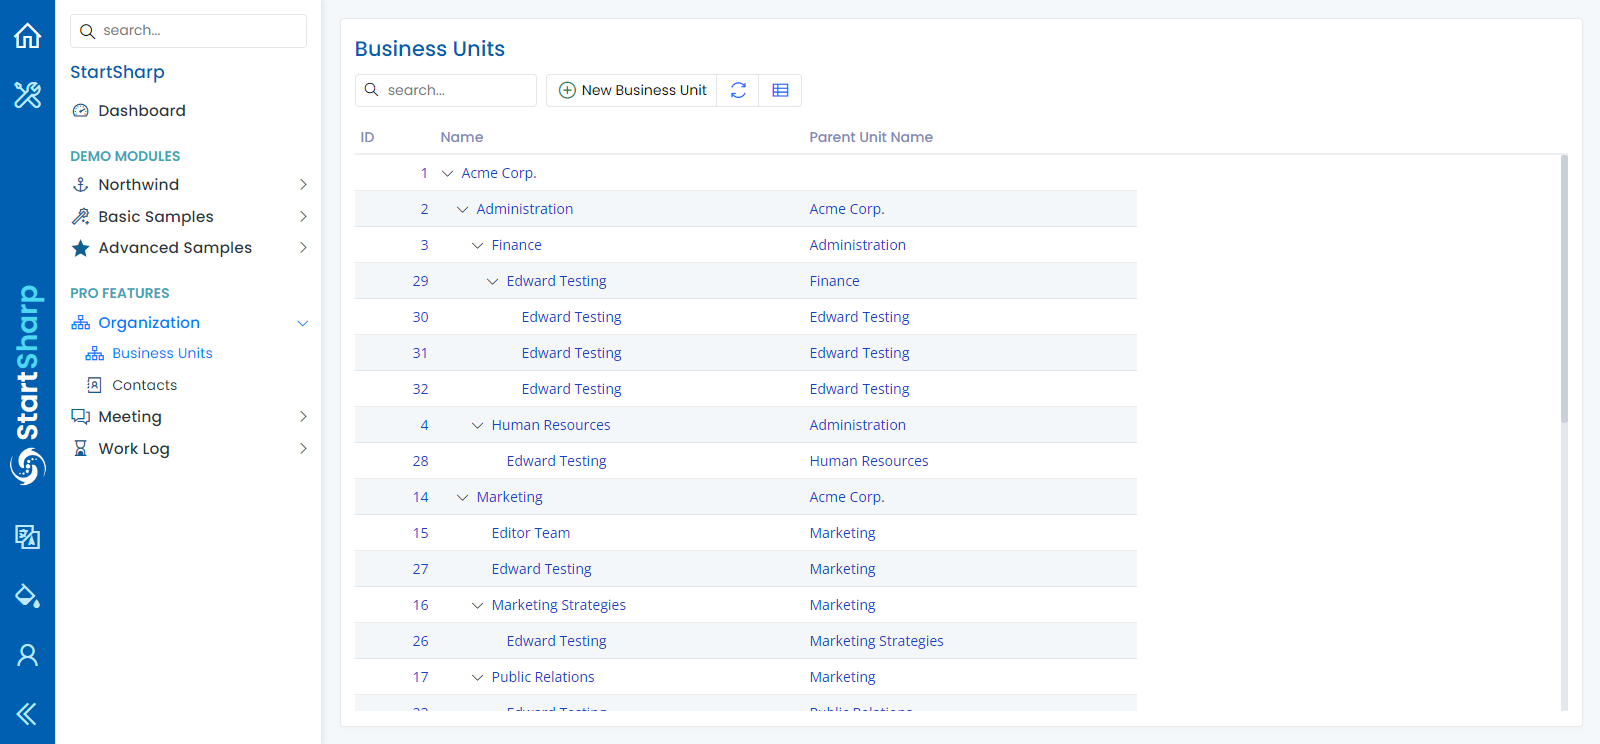 search...
StartSharp
Dashboard
DEMO MODULES
Northwind
Basic Samples
Advanced Samples
PRO FEATURES
Organization
Business Units
Contacts
Meeting
Work Log
StartSharp
Business Units
search...
New Business Unit
ID Name Parent Unit Name
1 Acme Corp.
2 Administration Acme Corp.
3 Finance Administration
29 Edward Testing Finance
30 Edward Testing Edward Testing
31 Edward Testing Edward Testing
32 Edward Testing Edward Testing
4 Human Resources Administration
28 Edward Testing Human Resources
14 Marketing Acme Corp.
15 Editor Team Marketing
27 Edward Testing Marketing
16 Marketing Strategies Marketing
26 Edward Testing Marketing Strategies
17 Public Relations Marketing
Edward Testing Public Relations